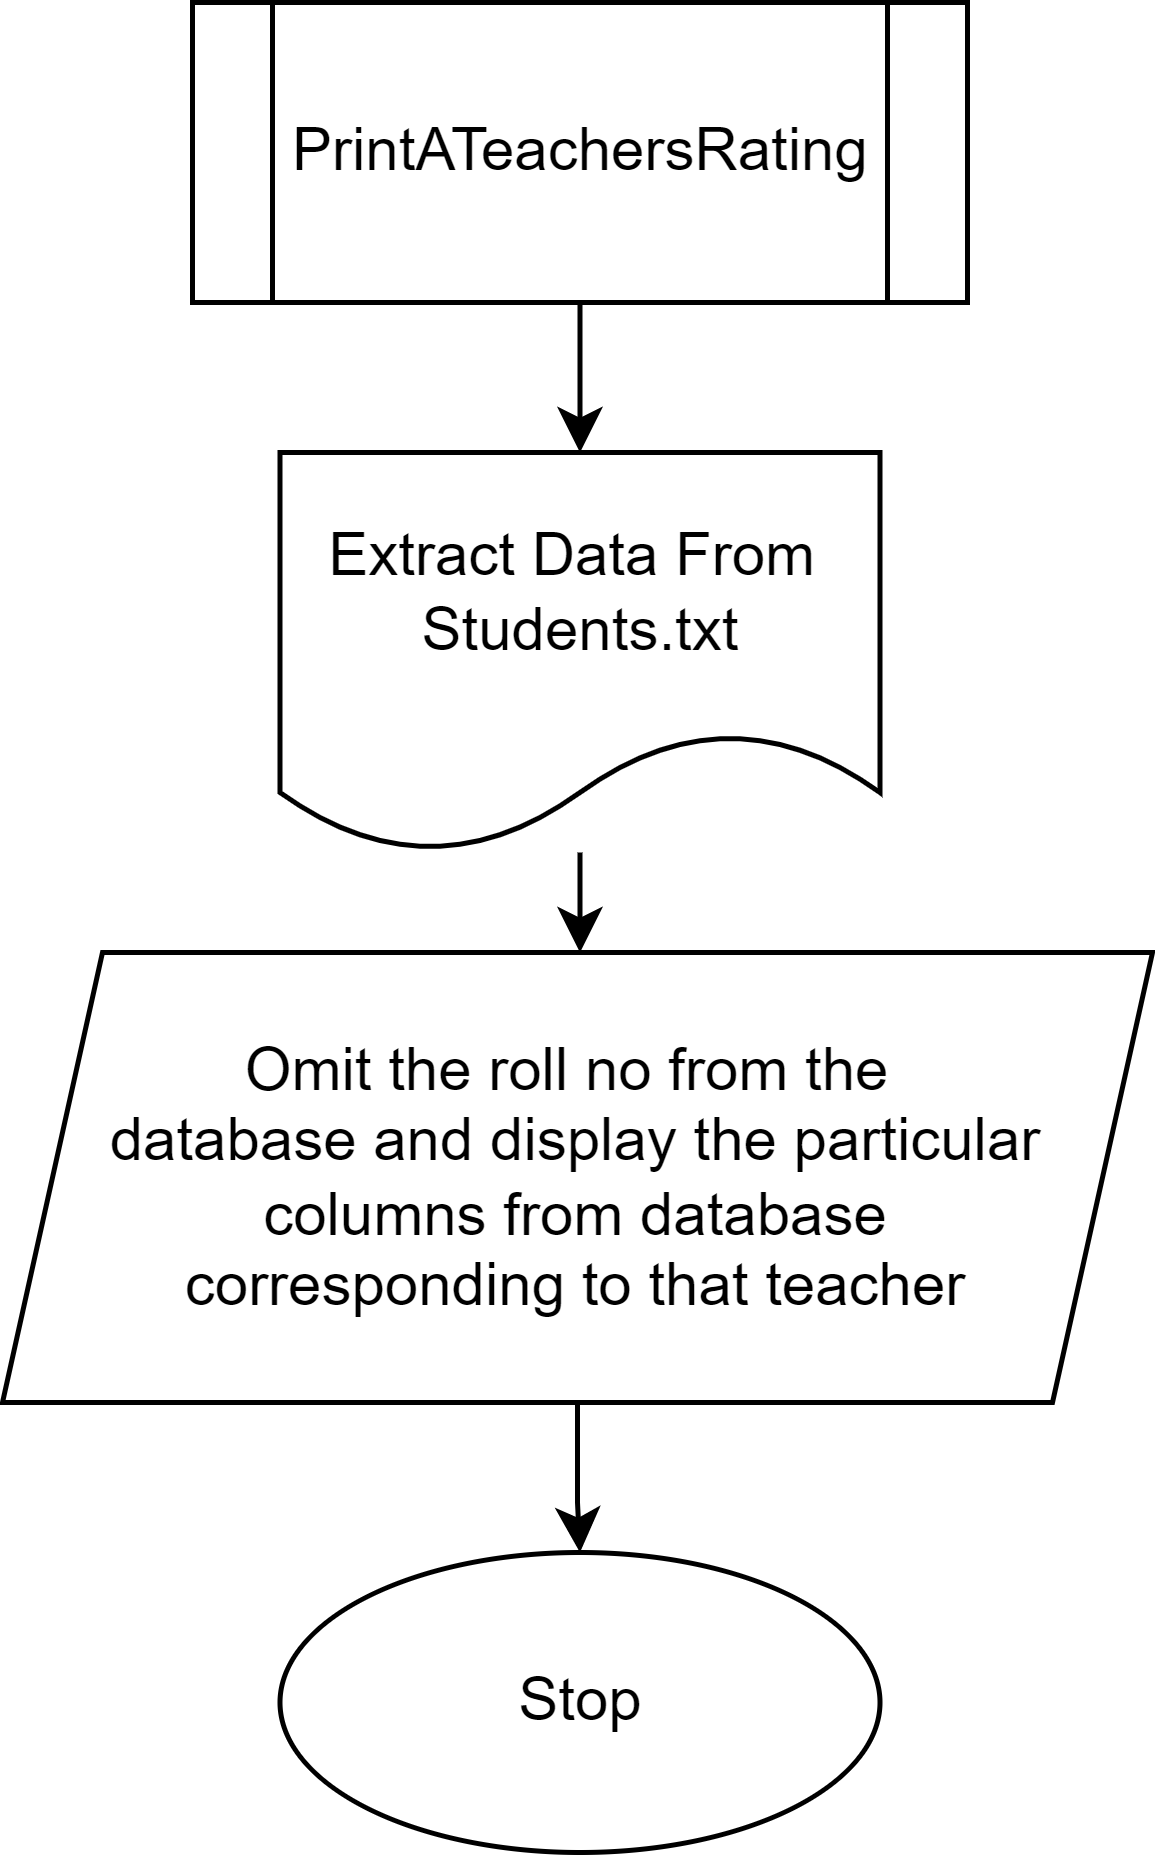 PrintATeachersRating
Extract Data From
Students.txt
Omit the roll no from the
database and display the particular
columns from database
corresponding to that teacher
Stop